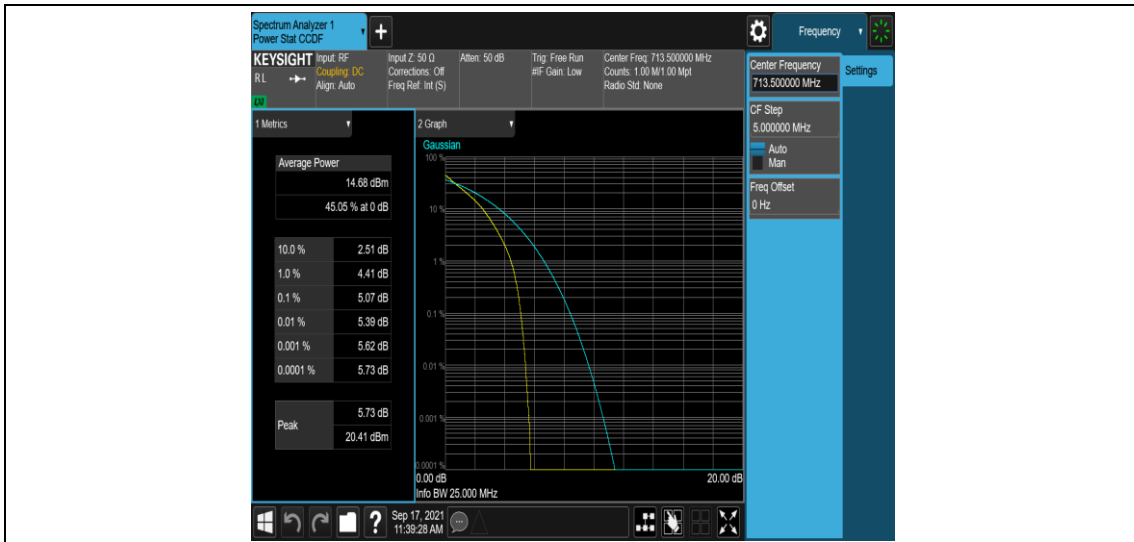 Spectrum Analyzer 1
Power Stat CCDF
+
Frequency
KEYSIGHT
RL
LXI
Input: RF
Coupling: DC
Align: Auto
Input Z: 50 Ω
Corrections: Off
Freq Ref: Int (S)
Atten: 50 dB
Trig: Free Run
#IF Gain: Low
Center Freq: 713.500000 MHz
Counts: 1.00 M/1.00 Mpt
Radio Std: None
Center Frequency
713.500000 MHz
Settings
CF Step
5.000000 MHz
Auto
Man
Freq Offset
0 Hz
1 Metrics
Average Power
14.68 dBm
45.05 % at 0 dB
10.0 % 2.51 dB
1.0 % 4.41 dB
0.1 % 5.07 dB
0.01 % 5.39 dB
0.001 % 5.62 dB
0.0001 % 5.73 dB
Peak
5.73 dB
20.41 dBm
2 Graph
Gaussian
100 %
10 %
1 %
0.1 %
0.01 %
0.001 %
0.0001 %
0.00 dB 20.00 dB
Info BW 25.000 MHz
?
Sep 17, 2021
11:39:28 AM